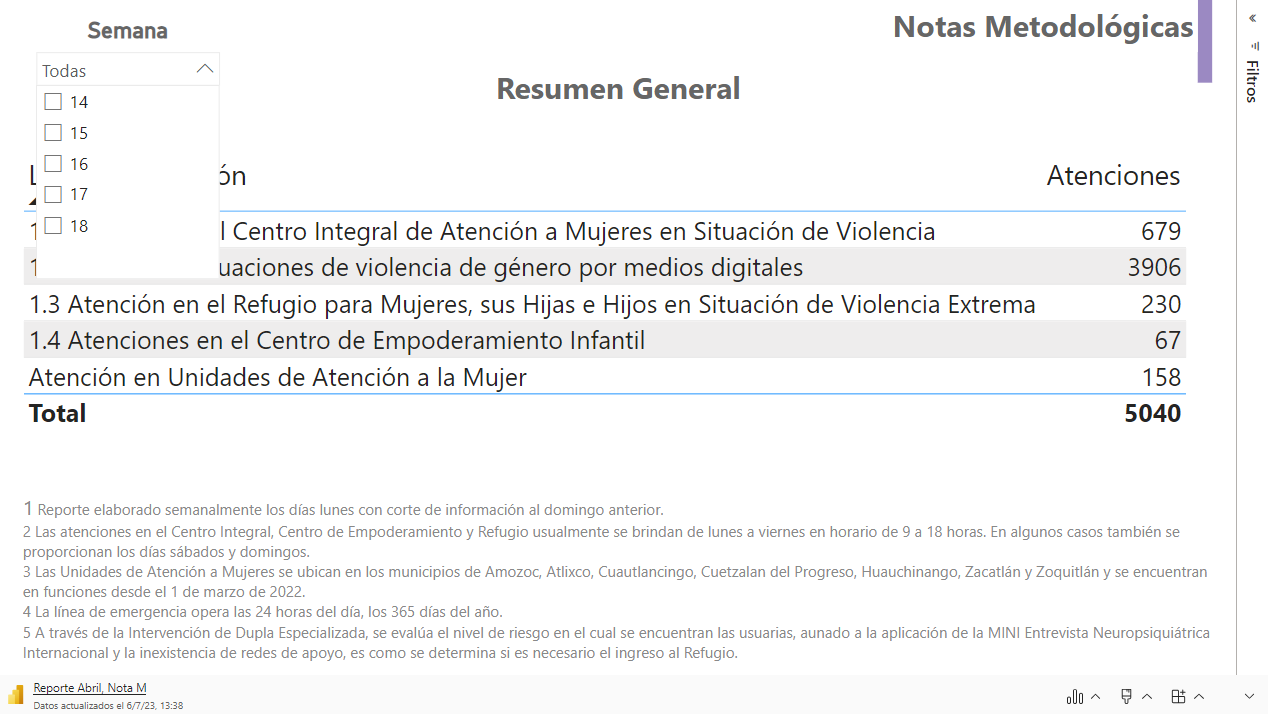 Semana
Notas Metodológicas
Todas
14
15
16
17
18
Resumen General
Filtros
ón Atenciones
l Centro Integral de Atención a Mujeres en Situación de Violencia 679
uaciones de violencia de género por medios digitales 3906
1.3 Atención en el Refugio para Mujeres, sus Hijas e Hijos en Situación de Violencia Extrema 230
1.4 Atenciones en el Centro de Empoderamiento Infantil 67
Atención en Unidades de Atención a la Mujer 158
Total 5040
1 Reporte elaborado semanalmente los días lunes con corte de información al domingo anterior.
2 Las atenciones en el Centro Integral, Centro de Empoderamiento y Refugio usualmente se brindan de lunes a viernes en horario de 9 a 18 horas. En algunos casos también se
proporcionan los días sábados y domingos.
3 Las Unidades de Atención a Mujeres se ubican en los municipios de Amozoc, Atlixco, Cuautlancingo, Cuetzalan del Progreso, Huauchinango, Zacatlán y Zoquitlán y se encuentran
en funciones desde el 1 de marzo de 2022.
4 La línea de emergencia opera las 24 horas del día, los 365 días del año.
5 A través de la Intervención de Dupla Especializada, se evalúa el nivel de riesgo en el cual se encuentran las usuarias, aunado a la aplicación de la MINI Entrevista Neuropsiquiátrica
Internacional y la inexistencia de redes de apoyo, es como se determina si es necesario el ingreso al Refugio.
Reporte Abril, Nota M
Datos actualizados el 6/7/23, 13:38